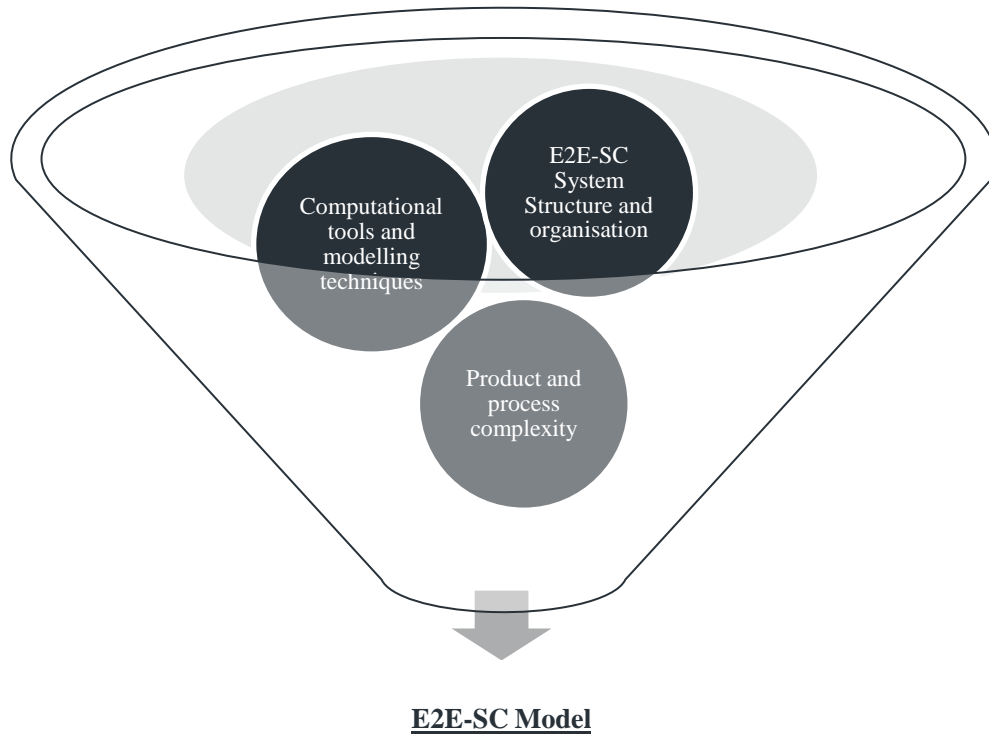 E2E-SC
System
Structure and
organisation
Computational
tools and
modelling
techniques
Product and
process
complexity
E2E-SC Model